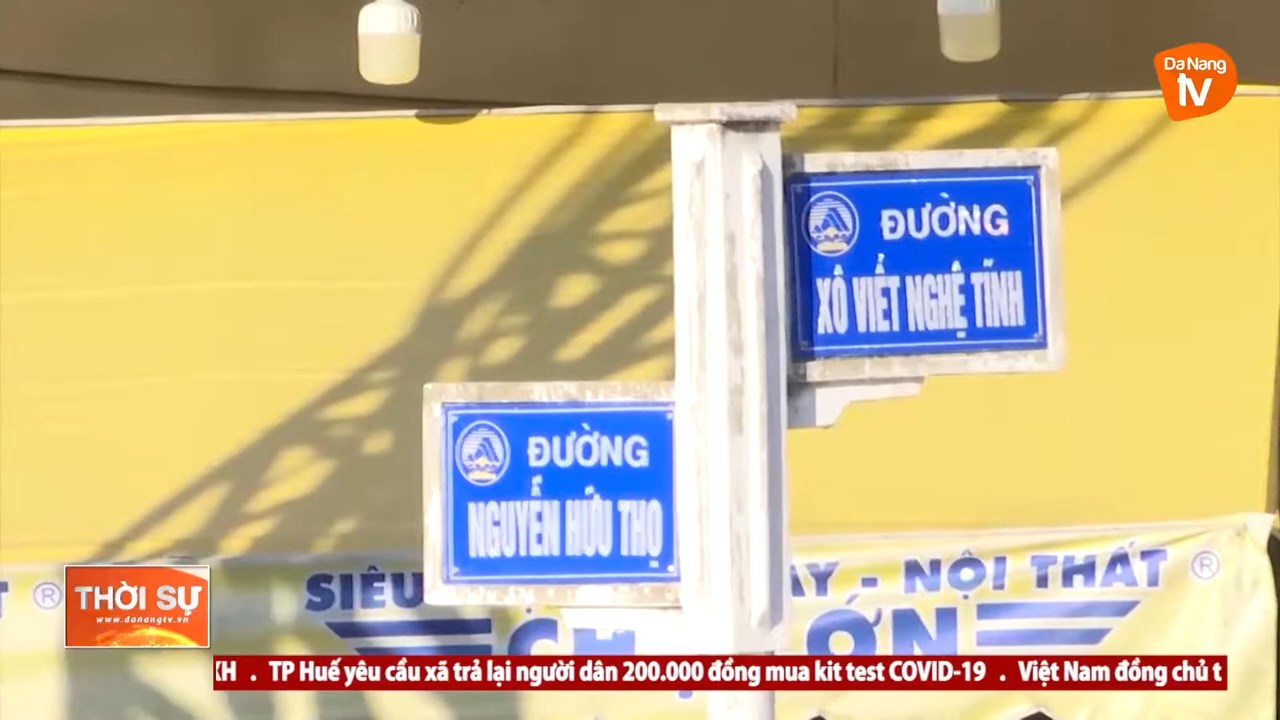 Da Nang
tv
ĐƯỜNG
XÔ VIẾT NGHỆ TĨNH
ĐƯỜNG
NGUYỄN HỮU THỌ
SIÊU
AY - NỘI THẤT ®
®
THỜI SỰ
www.danangtv.vn
TP Huế yêu cầu xã trả lại người dân 200.000 đồng mua kit test COVID-19 . Việt Nam đồng chủ t